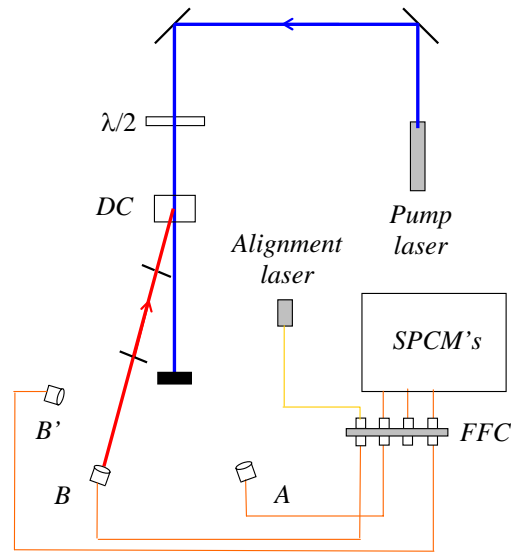 λ/2
DC
Pump
laser
Alignment
laser
SPCM's
FFC
B'
B
A